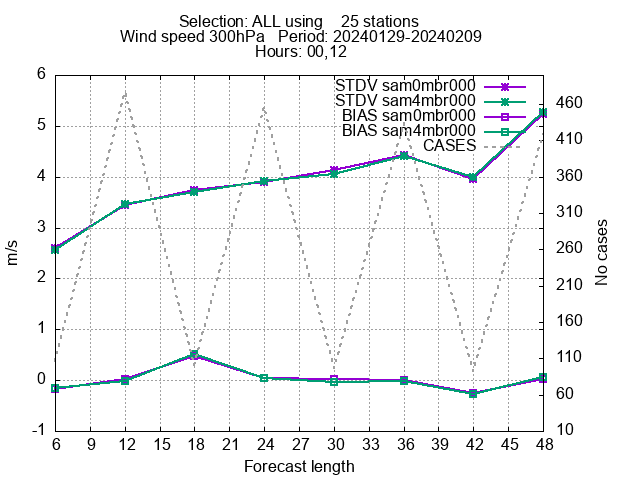 Selection: ALL using    25 stations
Wind speed 300hPa   Period: 20240129-20240209
Hours: 00,12
STDV sam0mbr000
STDV sam4mbr000
BIAS sam0mbr000
BIAS sam4mbr000
CASES
6
5
4
3
2
1
0
-1
m/s
460
410
360
310
260
210
160
110
60
10
No cases
6 9 12 15 18 21 24 27 30 33 36 39 42 45 48
Forecast length